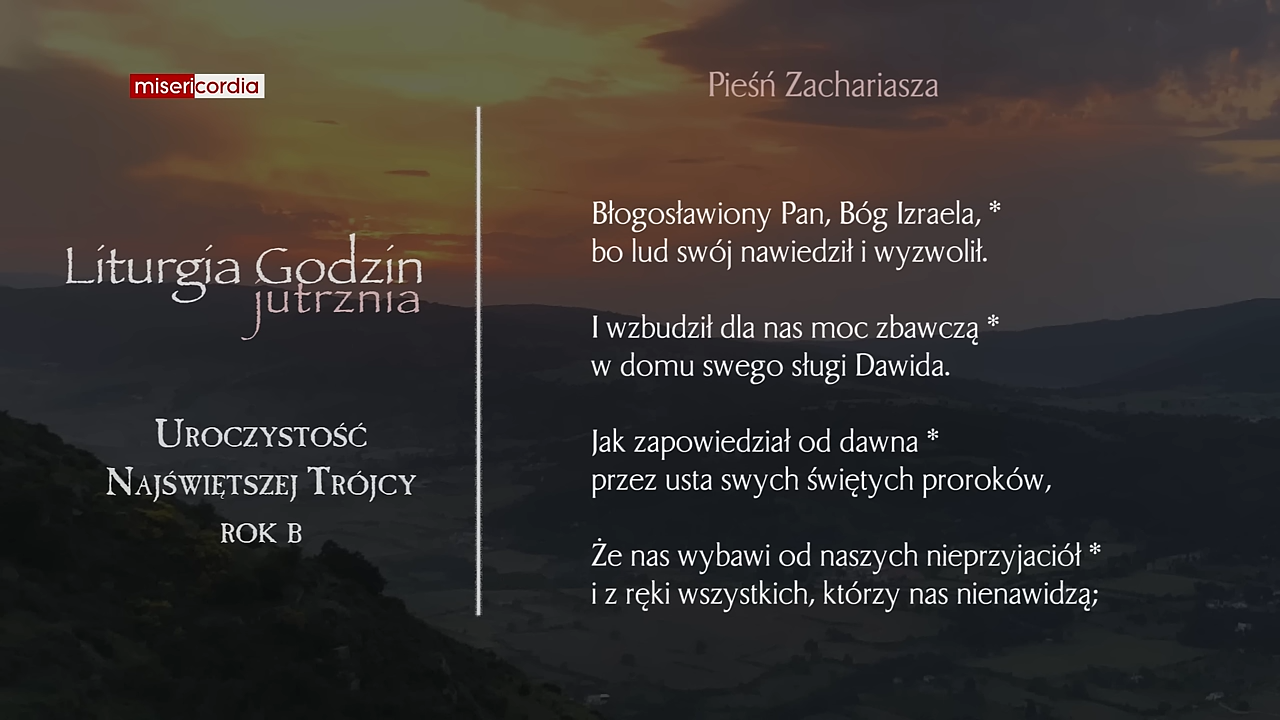 misericordia
Liturgia Godzin
jutrznia
Uroczystość
Najświętszej Trójcy
rok B
Pieśń Zachariasza
Błogosławiony Pan, Bóg Izraela, *
bo lud swój nawiedził i wyzwolił.
I wzbudził dla nas moc zbawczą *
w domu swego sługi Dawida.
Jak zapowiedział od dawna *
przez usta swych świętych proroków,
Że nas wybawi od naszych nieprzyjaciół *
i z ręki wszystkich, którzy nas nienawidzą;